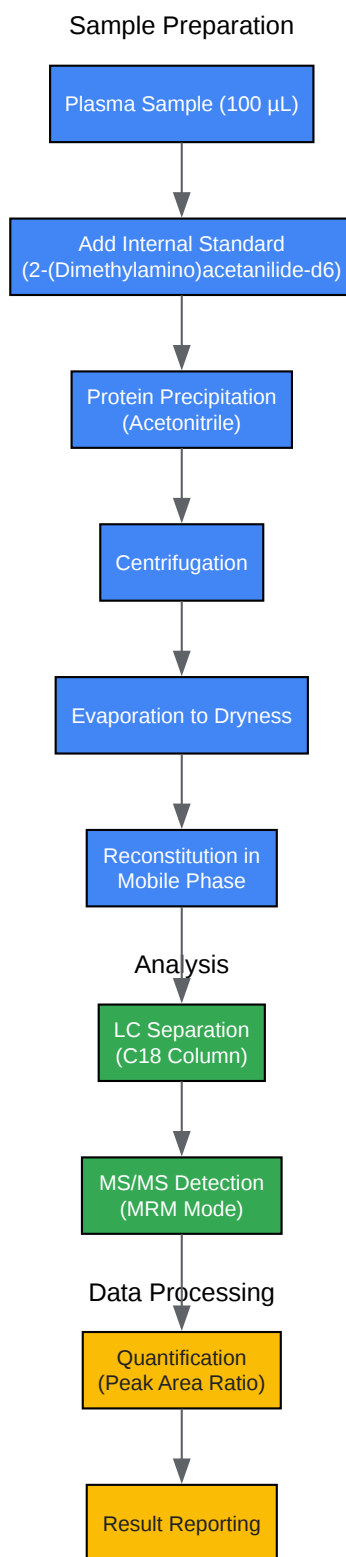 Sample Preparation
Plasma Sample (100 µL)
Add Internal Standard
(2-(Dimethylamino)acetanilide-d6)
Protein Precipitation
(Acetonitrile)
Centrifugation
Evaporation to Dryness
Reconstitution in
Mobile Phase
Analysis
LC Separation
(C18 Column)
MS/MS Detection
(MRM Mode)
Data Processing
Quantification
(Peak Area Ratio)
Result Reporting